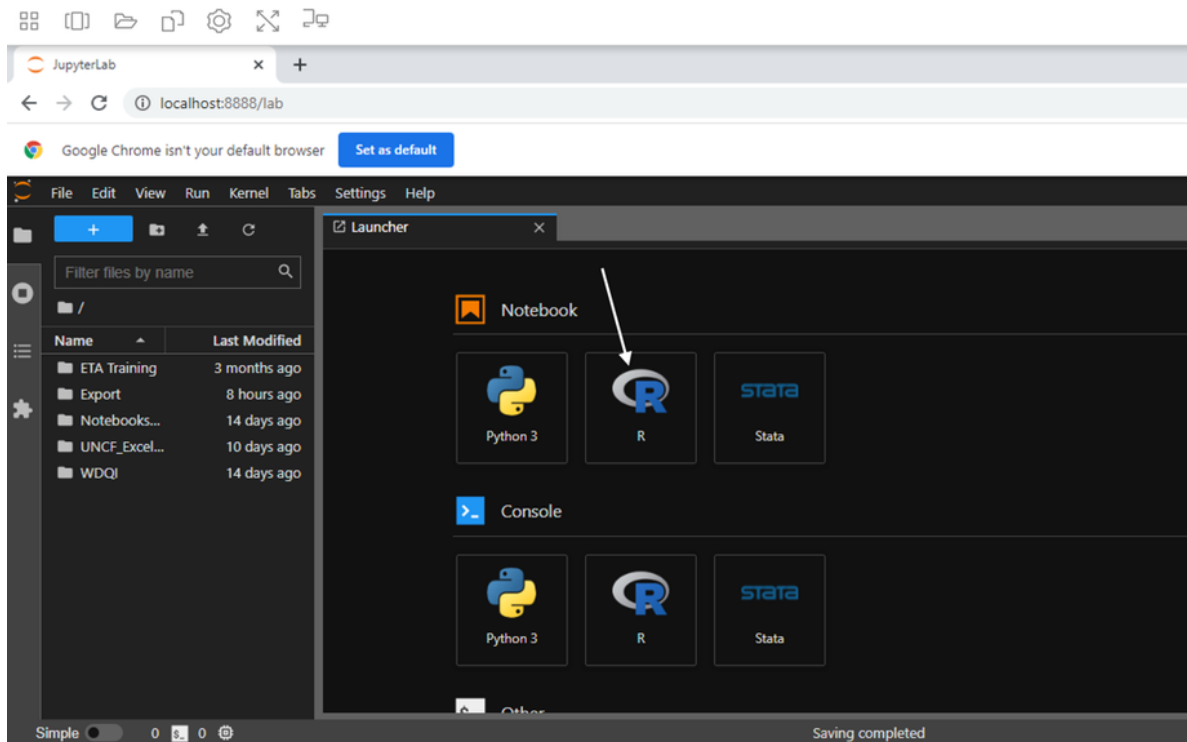 JupyterLab
localhost:8888/lab
Google Chrome isn't your default browser Set as default
File Edit View Run Kernel Tabs Settings Help
Launcher
Filter files by name
/
Name Last Modified
ETA Training 3 months ago
Export 8 hours ago
Notebooks... 14 days ago
UNCF_Excel... 10 days ago
WDQI 14 days ago
Notebook
STATA
Python 3 R Stata
Console
STATA
Python 3 R Stata
Other
Simple 0 $_ 0 Saving completed